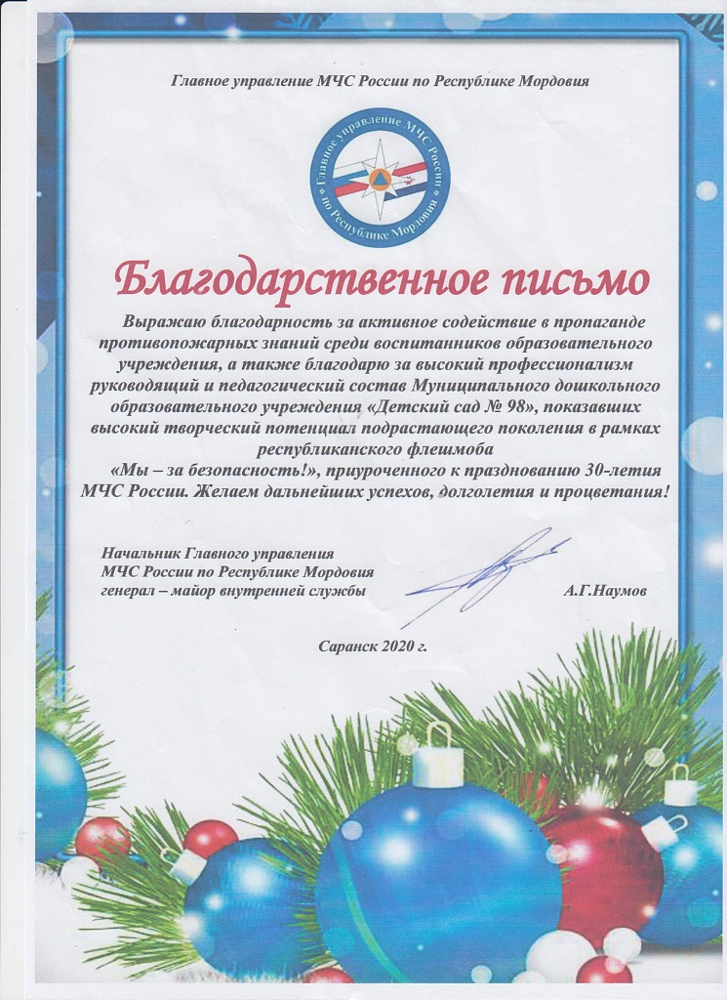 Главное управление МЧС России по Республике Мордовия
Главное управление МЧС России
по Республике Мордовия
Благодарственное письмо
Выражаю благодарность за активное содействие в пропаганде
противопожарных знаний среди воспитанников образовательного
учреждения, а также благодарю за высокий профессионализм
руководящий и педагогический состав Муниципального дошкольного
образовательного учреждения «Детский сад № 98», показавших
высокий творческий потенциал подрастающего поколения в рамках
республиканского флешмоба
«Мы – за безопасность!», приуроченного к празднованию 30-летия
МЧС России. Желаем дальнейших успехов, долголетия и процветания!
Начальник Главного управления
МЧС России по Республике Мордовия
генерал – майор внутренней службы
А.Г.Наумов
Саранск 2020 г.